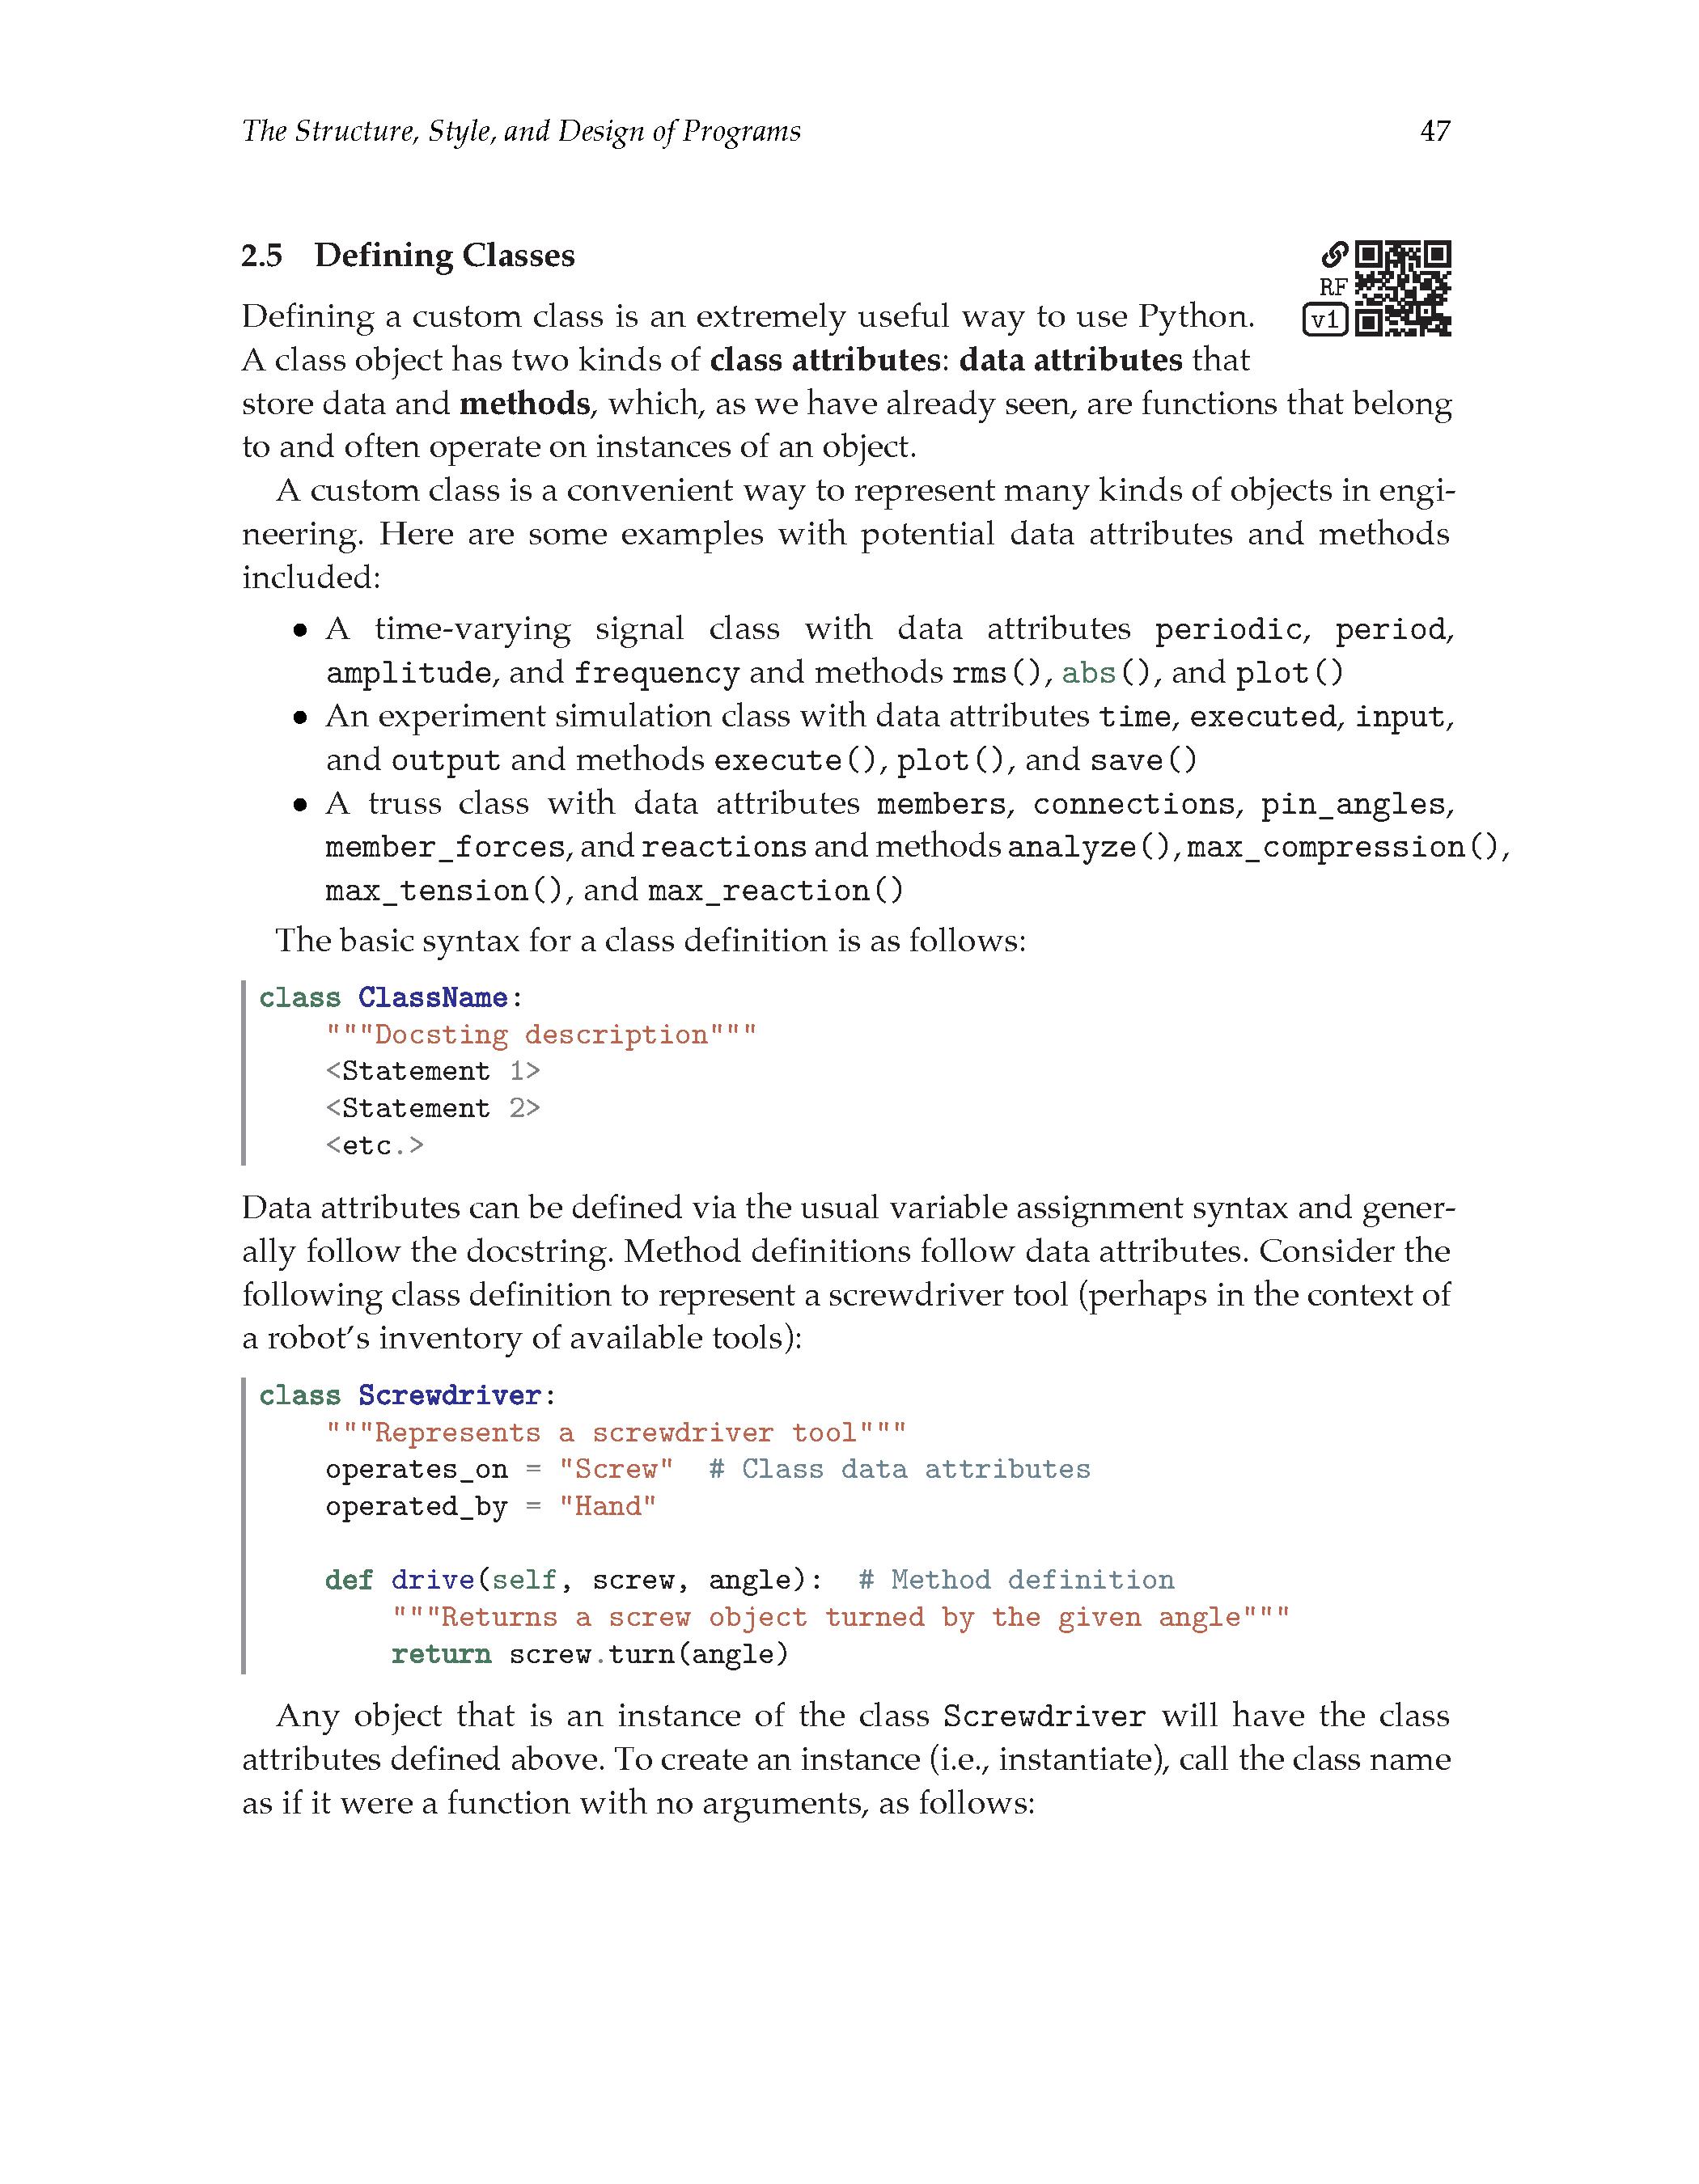 The Structure, Style, and Design of Programs 47
2.5 Defining Classes
RF
v1
Defining a custom class is an extremely useful way to use Python.
A class object has two kinds of class attributes: data attributes that
store data and methods, which, as we have already seen, are functions that belong
to and often operate on instances of an object.
A custom class is a convenient way to represent many kinds of objects in engi-
neering. Here are some examples with potential data attributes and methods
included:
• A time-varying signal class with data attributes periodic, period,
amplitude, and frequency and methods rms(), abs(), and plot()
• An experiment simulation class with data attributes time, executed, input,
and output and methods execute(), plot(), and save()
• A truss class with data attributes members, connections, pin_angles,
member_forces, and reactions and methods analyze(), max_compression(),
max_tension(), and max_reaction()
The basic syntax for a class definition is as follows:
class ClassName:
    """Docsting description"""
    <Statement 1>
    <Statement 2>
    <etc.>
Data attributes can be defined via the usual variable assignment syntax and gener-
ally follow the docstring. Method definitions follow data attributes. Consider the
following class definition to represent a screwdriver tool (perhaps in the context of
a robot's inventory of available tools):
class Screwdriver:
    """Represents a screwdriver tool"""
    operates_on = "Screw"  # Class data attributes
    operated_by = "Hand"
    def drive(self, screw, angle):  # Method definition
        """Returns a screw object turned by the given angle"""
        return screw.turn(angle)
Any object that is an instance of the class Screwdriver will have the class
attributes defined above. To create an instance (i.e., instantiate), call the class name
as if it were a function with no arguments, as follows: